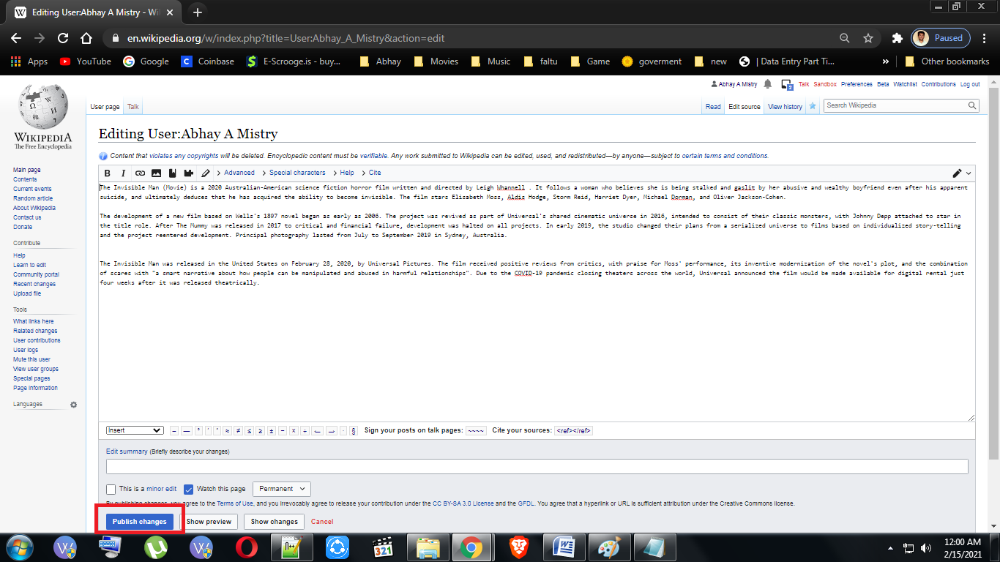 Editing User:Abhay A Mistry - Wi
en.wikipedia.org/w/index.php?title=User:Abhay_A_Mistry&action=edit
Paused
Apps YouTube Google Coinbase E-Scrooge.is - buy... Abhay Movies Music faltu Game goverment new | Data Entry Part Ti... » Other bookmarks
Abhay A Mistry 2 Talk Sandbox Preferences Beta Watchlist Contributions Log out
User page Talk Read Edit source View history Search Wikipedia
WIKIPEDIA
The Free Encyclopedia
Main page
Contents
Current events
Random article
About Wikipedia
Contact us
Donate
Contribute
Help
Learn to edit
Community portal
Recent changes
Upload file
Tools
What links here
Related changes
User contributions
User logs
Mute this user
View user groups
Special pages
Page information
Languages
Editing User:Abhay A Mistry
Content that violates any copyrights will be deleted. Encyclopedic content must be verifiable. Any work submitted to Wikipedia can be edited, used, and redistributed—by anyone—subject to certain terms and conditions.
B I Advanced Special characters Help Cite
The Invisible Man (Movie) is a 2020 Australian-American science fiction horror film written and directed by Leigh Whannell . It follows a woman who believes she is being stalked and gaslit by her abusive and wealthy boyfriend even after his apparent
suicide, and ultimately deduces that he has acquired the ability to become invisible. The film stars Elisabeth Moss, Aldis Hodge, Storm Reid, Harriet Dyer, Michael Dorman, and Oliver Jackson-Cohen.
The development of a new film based on Wells's 1897 novel began as early as 2006. The project was revived as part of Universal's shared cinematic universe in 2016, intended to consist of their classic monsters, with Johnny Depp attached to star in
the title role. After The Mummy was released in 2017 to critical and financial failure, development was halted on all projects. In early 2019, the studio changed their plans from a serialized universe to films based on individualized story-telling
and the project reentered development. Principal photography lasted from July to September 2019 in Sydney, Australia.
The Invisible Man was released in the United States on February 28, 2020, by Universal Pictures. The film received positive reviews from critics, with praise for Moss' performance, its inventive modernization of the novel's plot, and the combination
of scares with "a smart narrative about how people can be manipulated and abused in harmful relationships". Due to the COVID-19 pandemic closing theaters across the world, Universal announced the film would be made available for digital rental just
four weeks after it was released theatrically.
Insert – — ° ′ ″ ≈ ≠ ≤ ≥ ± − × ÷ ← → · § Sign your posts on talk pages: ~~~~ Cite your sources: <ref></ref>
Edit summary (Briefly describe your changes)
This is a minor edit Watch this page Permanent
By publishing changes, you agree to the Terms of Use, and you irrevocably agree to release your contribution under the CC BY-SA 3.0 License and the GFDL. You agree that a hyperlink or URL is sufficient attribution under the Creative Commons license.
Publish changes Show preview Show changes Cancel
12:00 AM
2/15/2021